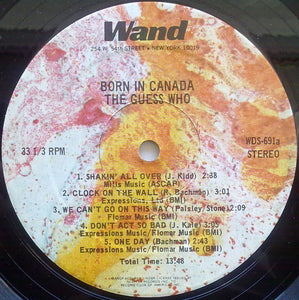 Wand
254 W. 54th STREET • NEW YORK 10019
BORN IN CANADA
THE GUESS WHO
WDS-691a
33 1/3 RPM
STEREO
1. SHAKIN' ALL OVER (J. Kidd) 2:38
Mills Music (ASCAP)
2. CLOCK ON THE WALL (R. Bachman) 3:01
Expressions, Ltd (BMI)
3. WE CAN'T GO ON THIS WAY (Paisley/Stone) 2:09
Flomar Music (BMI)
4. DON'T ACT SO BAD (J. Kale) 3:05
Expressions Music/Flomar Music (BMI)
5. ONE DAY (Bachman) 2:43
Expressions Music/Flomar Music (BMI)
Total Time: 13:48